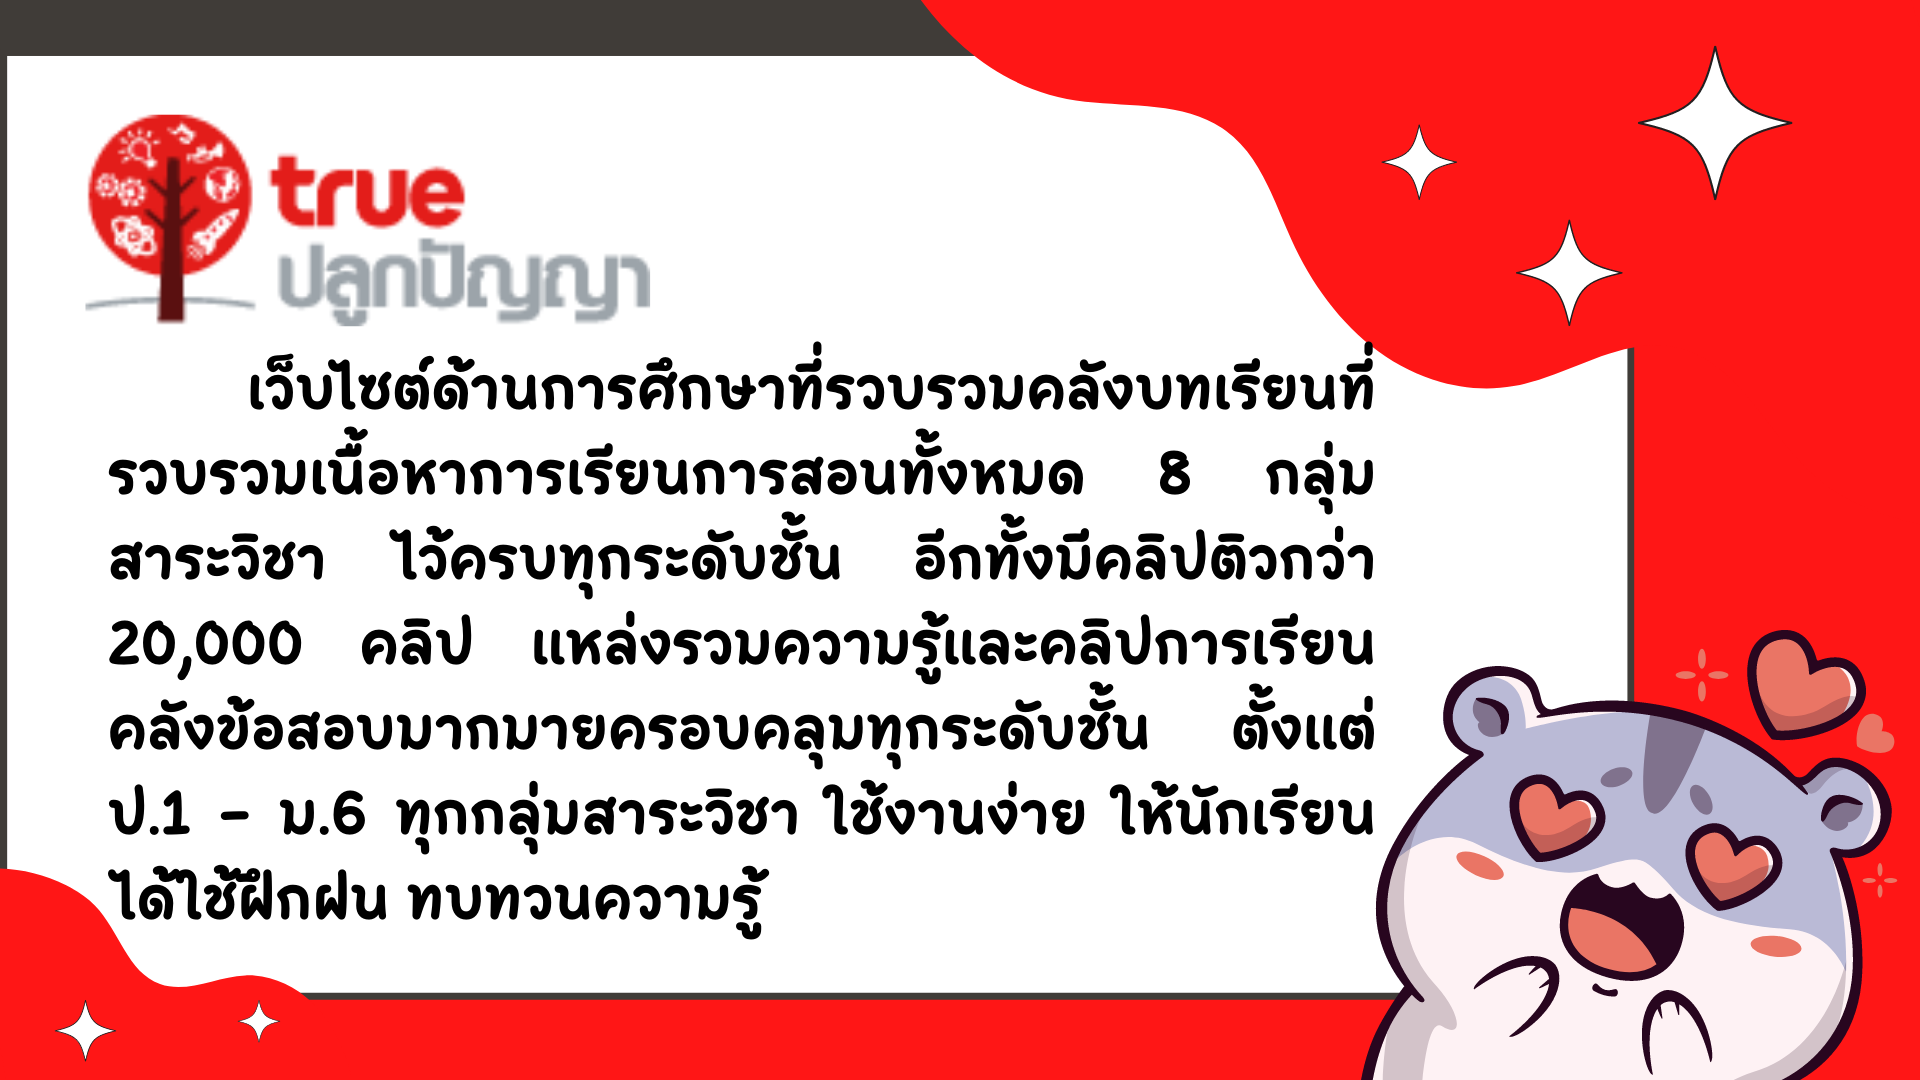 true
ปลูกปัญญา
เว็บไซต์ด้านการศึกษาที่รวบรวมคลังบทเรียนที่
รวบรวมเนื้อหาการเรียนการสอนทั้งหมด 8 กลุ่ม
สาระวิชา ไว้ครบทุกระดับชั้น อีกทั้งมีคลิปติวกว่า
20,000 คลิป แหล่งรวมความรู้และคลิปการเรียน
คลังข้อสอบมากมายครอบคลุมทุกระดับชั้น ตั้งแต่
ป.1 - ม.6 ทุกกลุ่มสาระวิชา ใช้งานง่าย ให้นักเรียน
ได้ใช้ฝึกฝน ทบทวนความรู้